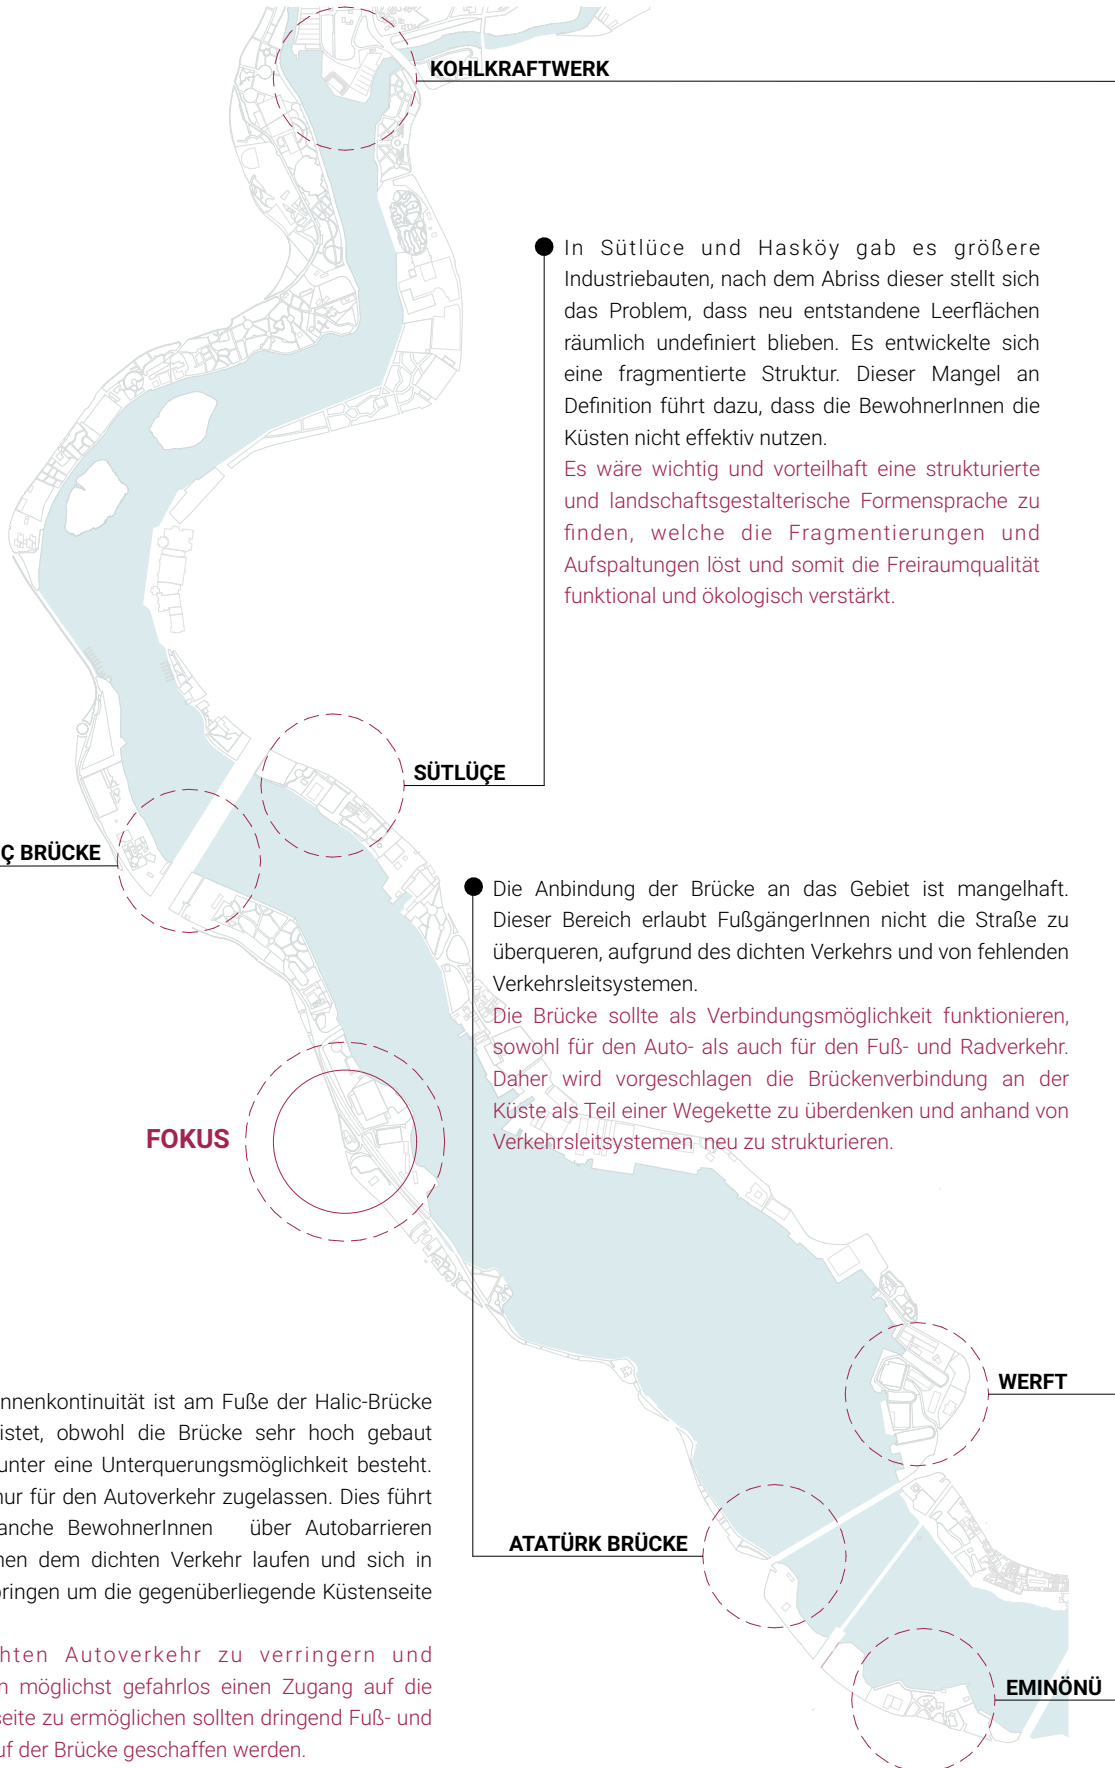 KOHLKRAFTWERK
In Sütlüce und Hasköy gab es größere
Industriebauten, nach dem Abriss dieser stellt sich
das Problem, dass neu entstandene Leerflächen
räumlich undefiniert blieben. Es entwickelte sich
eine fragmentierte Struktur. Dieser Mangel an
Definition führt dazu, dass die BewohnerInnen die
Küsten nicht effektiv nutzen.
Es wäre wichtig und vorteilhaft eine strukturierte
und landschaftsgestalterische Formensprache zu
finden, welche die Fragmentierungen und
Aufspaltungen löst und somit die Freiraumqualität
funktional und ökologisch verstärkt.
SÜTLÜÇE
Ç BRÜCKE
Die Anbindung der Brücke an das Gebiet ist mangelhaft.
Dieser Bereich erlaubt FußgängerInnen nicht die Straße zu
überqueren, aufgrund des dichten Verkehrs und von fehlenden
Verkehrsleitsystemen.
Die Brücke sollte als Verbindungsmöglichkeit funktionieren,
sowohl für den Auto- als auch für den Fuß- und Radverkehr.
Daher wird vorgeschlagen die Brückenverbindung an der
Küste als Teil einer Wegekette zu überdenken und anhand von
Verkehrsleitsystemen neu zu strukturieren.
FOKUS
WERFT
nnenkontinuität ist am Fuße der Halic-Brücke
istet, obwohl die Brücke sehr hoch gebaut
unter eine Unterquerungsmöglichkeit besteht.
nur für den Autoverkehr zugelassen. Dies führt
anche BewohnerInnen über Autobarrieren
hen dem dichten Verkehr laufen und sich in
pringen um die gegenüberliegende Küstenseite
ATATÜRK BRÜCKE
hten Autoverkehr zu verringern und
n möglichst gefahrlos einen Zugang auf die
seite zu ermöglichen sollten dringend Fuß- und
uf der Brücke geschaffen werden.
EMINÖNÜ